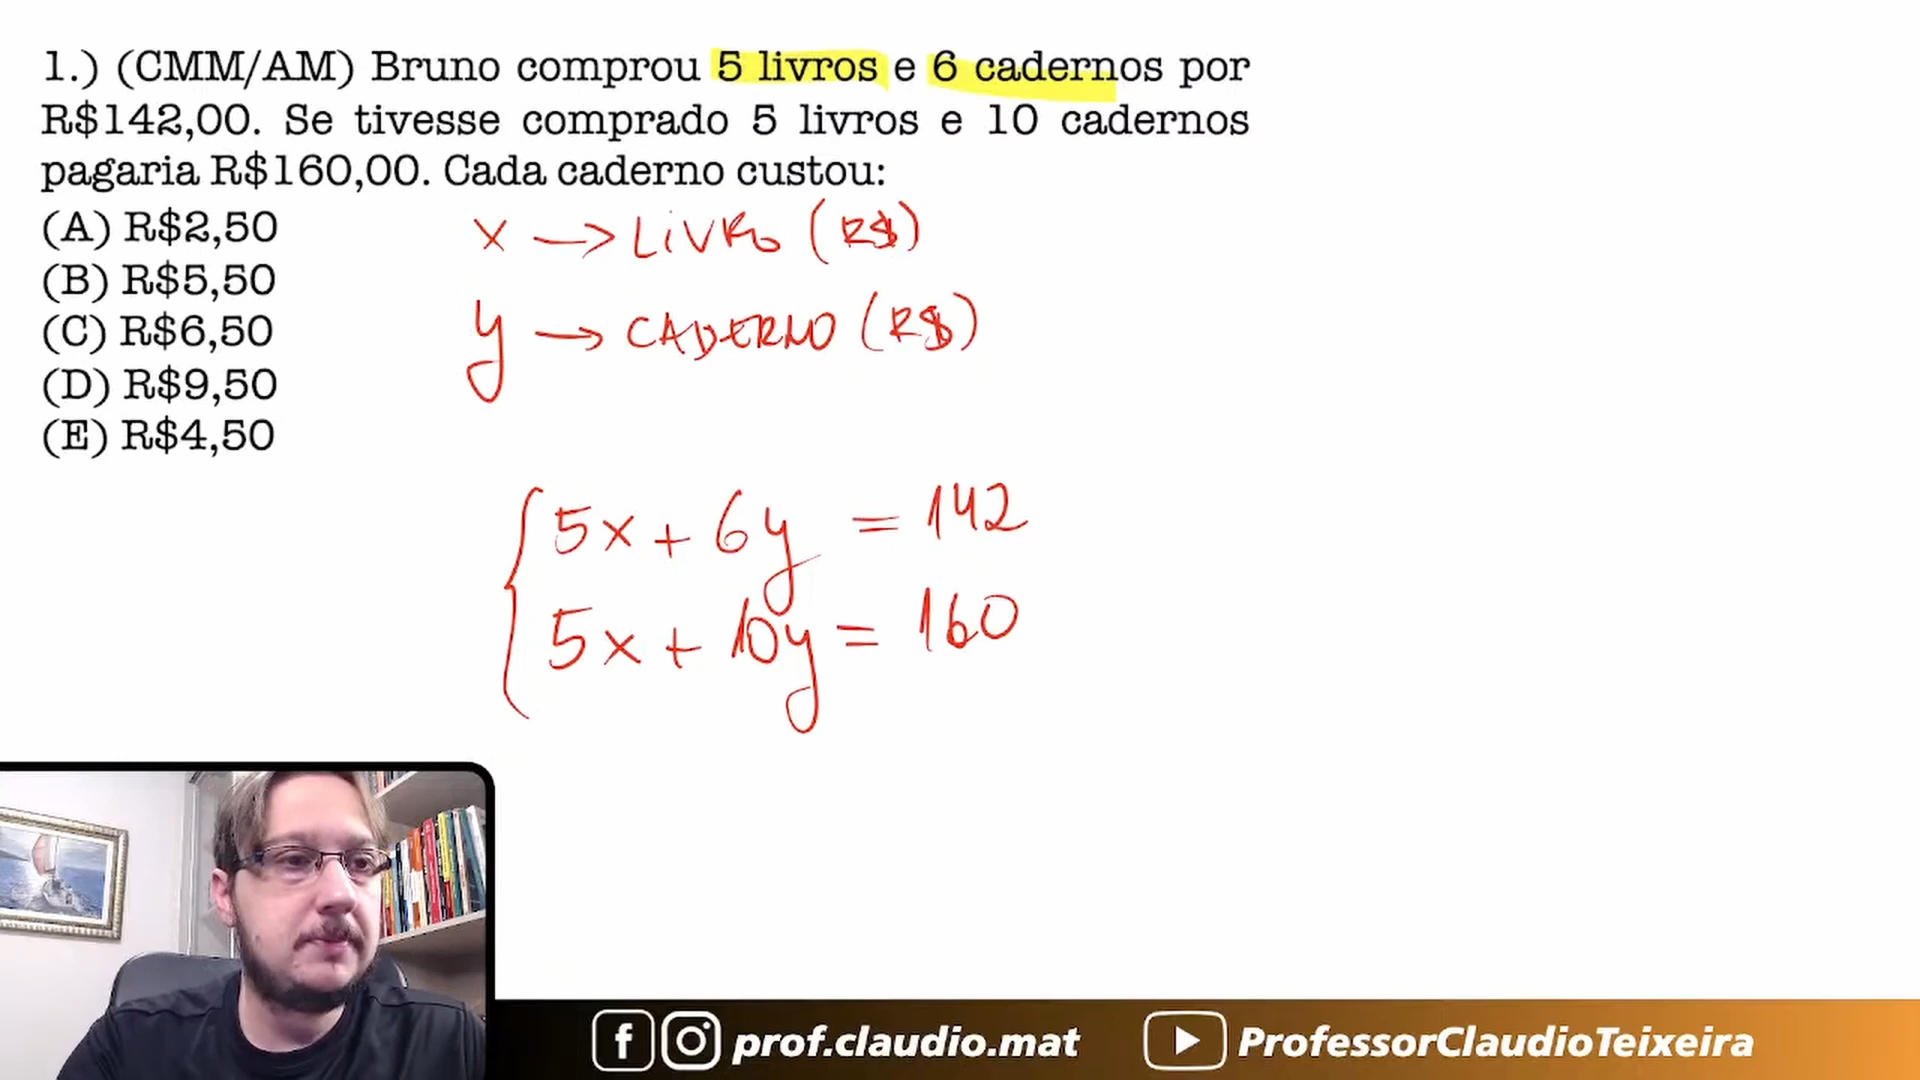 1.) (CMM/AM) Bruno comprou 5 livros e 6 cadernos por
R$142,00. Se tivesse comprado 5 livros e 10 cadernos
pagaria R$160,00. Cada caderno custou:
(A) R$2,50
(B) R$5,50
(C) R$6,50
(D) R$9,50
(E) R$4,50
x → LIVRO (R$)
y → CADERNO (R$)
5x + 6y = 142
5x + 10y = 160
prof.claudio.mat
ProfessorClaudioTeixeira